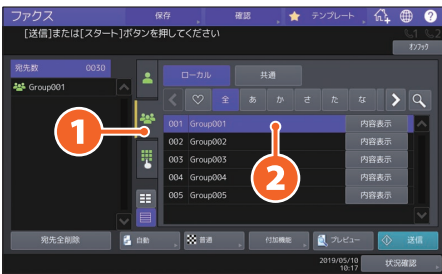 ファクス 保存 確認 テンプレート ?
[送信]または[スタート]ボタンを押してください L1 L2
ｵﾝﾌｯｸ
宛先数 0030 ローカル 共通
Group001
< 全 あ か さ た な >
001 Group001 内容表示
002 Group002 内容表示
003 Group003 内容表示
004 Group004 内容表示
005 Group005 内容表示
1
2
宛先全削除 自動 普通 付加機能 プレビュー 送信
2019/05/10
10:17
状況確認